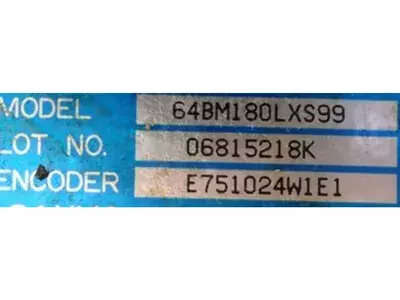 MODEL 64BM180LXS99
LOT NO. 06815218K
ENCODER E751024W1E1